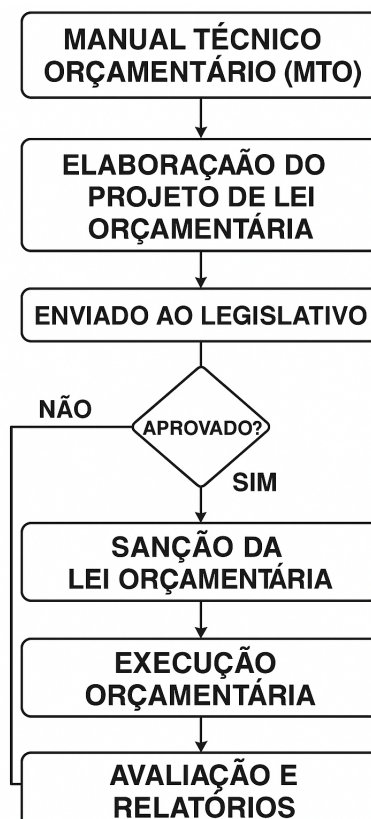 MANUAL TÉCNICO
ORÇAMENTÁRIO (MTO)
ELABORAÇAÃO DO
PROJETO DE LEI
ORÇAMENTÁRIA
ENVIADO AO LEGISLATIVO
NÃO
APROVADO?
SIM
SANÇÃO DA
LEI ORÇAMENTÁRIA
EXECUÇÃO
ORÇAMENTÁRIA
AVALIAÇÃO E
RELATÓRIOS